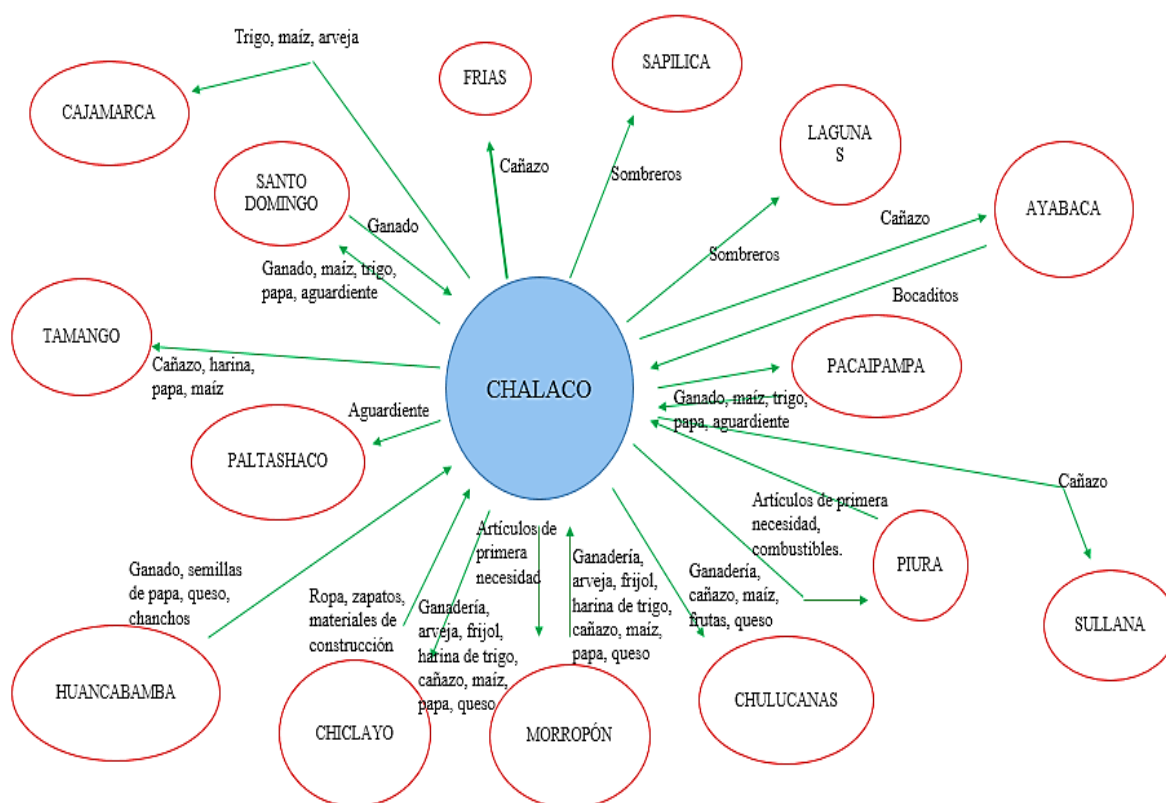 Trigo, maíz, arveja
CAJAMARCA
FRIAS
SAPILICA
LAGUNA
S
AYABACA
SANTO
DOMINGO
Cañazo
Sombreros
Ganado
Cañazo
Sombreros
Ganado, maíz, trigo,
papa, aguardiente
Bocaditos
TAMANGO
Cañazo, harina,
papa, maíz
CHALACO
PACAIPAMPA
Ganado, maíz, trigo,
papa, aguardiente
Aguardiente
PALTASHACO
Cañazo
Artículos de primera
necesidad,
combustibles.
PIURA
SULLANA
Ganado, semillas
de papa, queso,
chanchos
HUANCABAMBA
Ropa, zapatos,
materiales de
construcción
Ganadería,
arveja, frijol,
harina de trigo,
cañazo, maíz,
papa, queso
CHICLAYO
Artículos de
primera
necesidad
Ganadería,
arveja, frijol,
harina de trigo,
cañazo, maíz,
papa, queso
MORROPÓN
Ganadería,
cañazo, maíz,
frutas, queso
CHULUCANAS